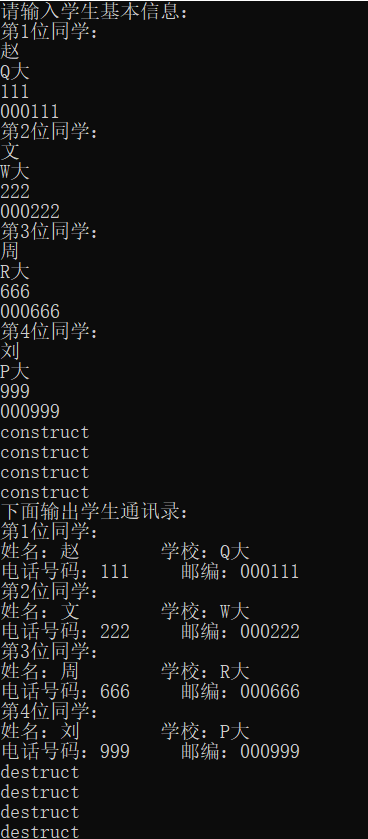 请输入学生基本信息：
第1位同学：
赵
Q大
111
000111
第2位同学：
文
W大
222
000222
第3位同学：
周
R大
666
000666
第4位同学：
刘
P大
999
000999
construct
construct
construct
construct
下面输出学生通讯录：
第1位同学：
姓名：赵 学校：Q大
电话号码：111 邮编：000111
第2位同学：
姓名：文 学校：W大
电话号码：222 邮编：000222
第3位同学：
姓名：周 学校：R大
电话号码：666 邮编：000666
第4位同学：
姓名：刘 学校：P大
电话号码：999 邮编：000999
destruct
destruct
destruct
destruct